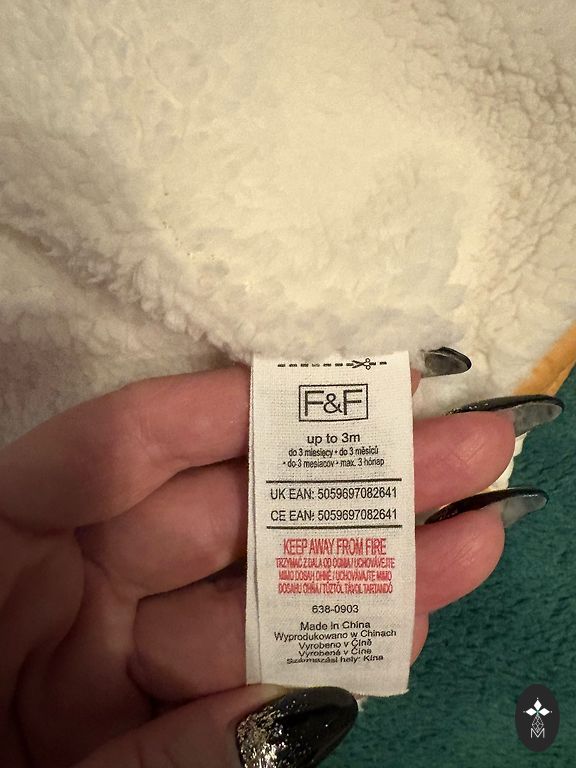 F&F
up to 3m
do 3 miesięcy • do 3 měsíců
• do 3 mesiacov • max. 3 hónap
UK EAN: 5059697082641
CE EAN: 5059697082641
KEEP AWAY FROM FIRE
TRZYMAĆ Z DALA OD OGNIA / UCHOVÁVEJTE
MIMO DOSAH OHNĚ / UCHOVÁVAJTE MIMO
DOSAHU OHŇA / TŰZTŐL TÁVOL TARTANDÓ
638-0903
Made in China
Wyprodukowano w Chinach
Vyrobeno v Číně
Vyrobené v Číne
Származási hely: Kína
M